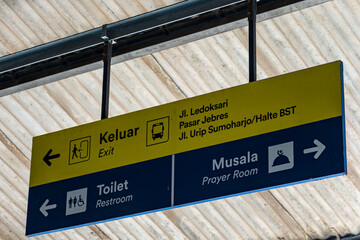 Keluar
Exit
Jl. Ledoksari
Pasar Jebres
Jl. Urip Sumoharjo/Halte BST
Toilet
Restroom
Musala
Prayer Room